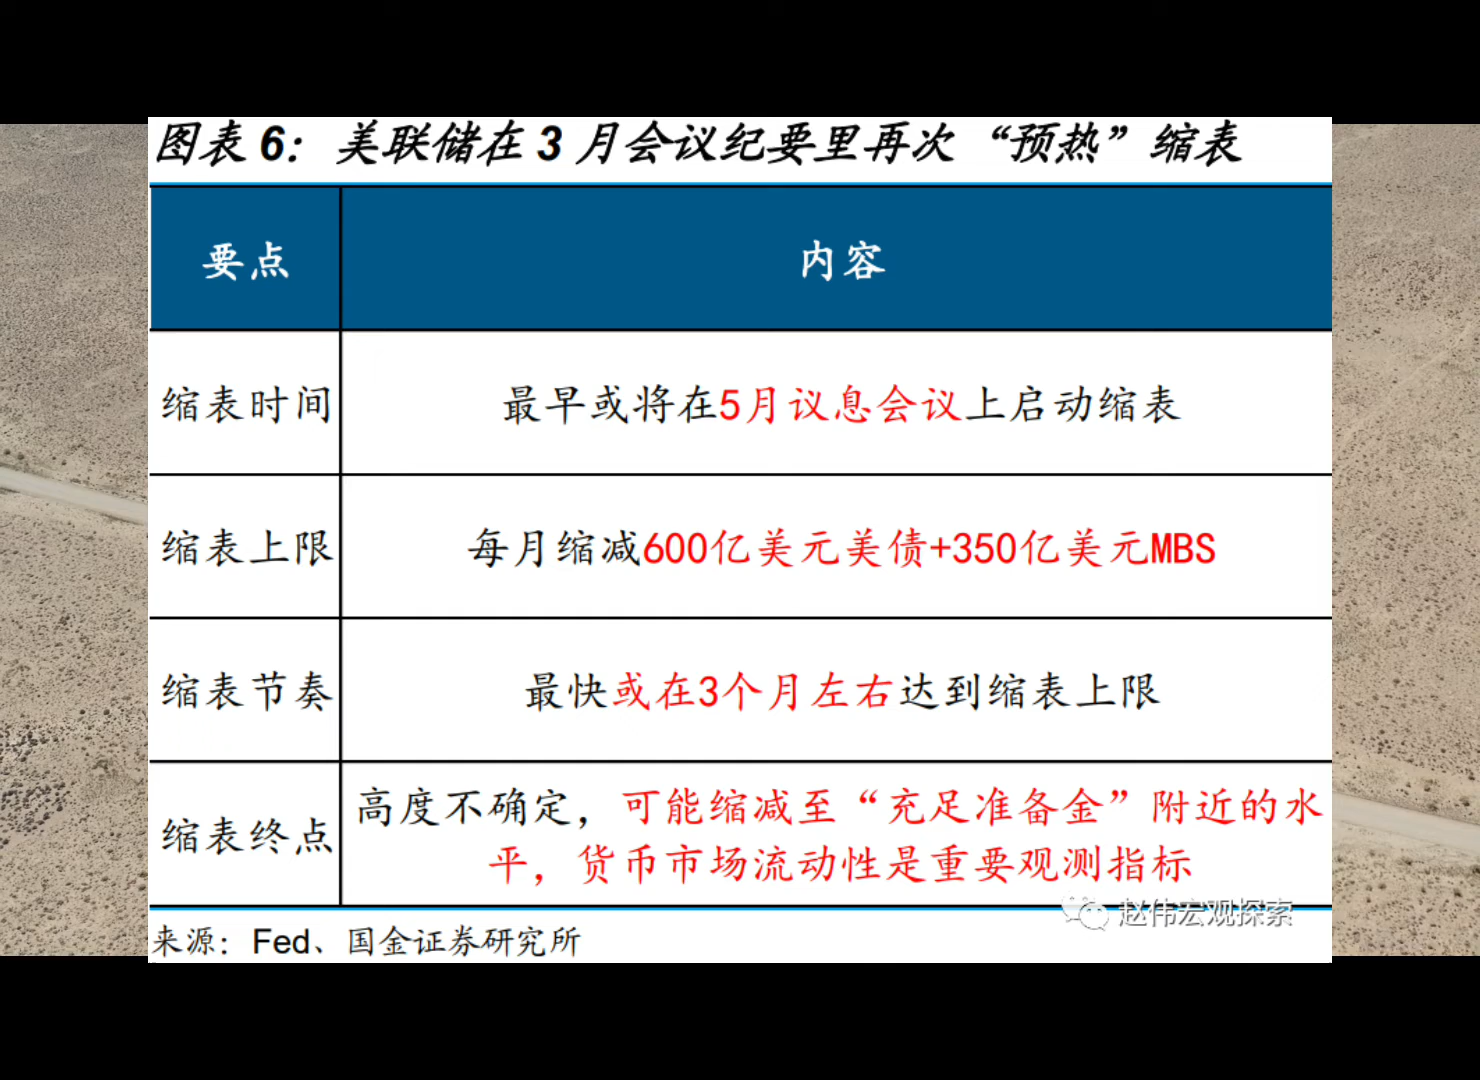 图表 6：美联储在 3 月会议纪要里再次“预热”缩表
要点 内容
缩表时间 最早或将在5月议息会议上启动缩表
缩表上限 每月缩减600亿美元美债+350亿美元MBS
缩表节奏 最快或在3个月左右达到缩表上限
缩表终点 高度不确定，可能缩减至“充足准备金”附近的水
平，货币市场流动性是重要观测指标
赵伟宏观探索
来源：Fed、国金证券研究所